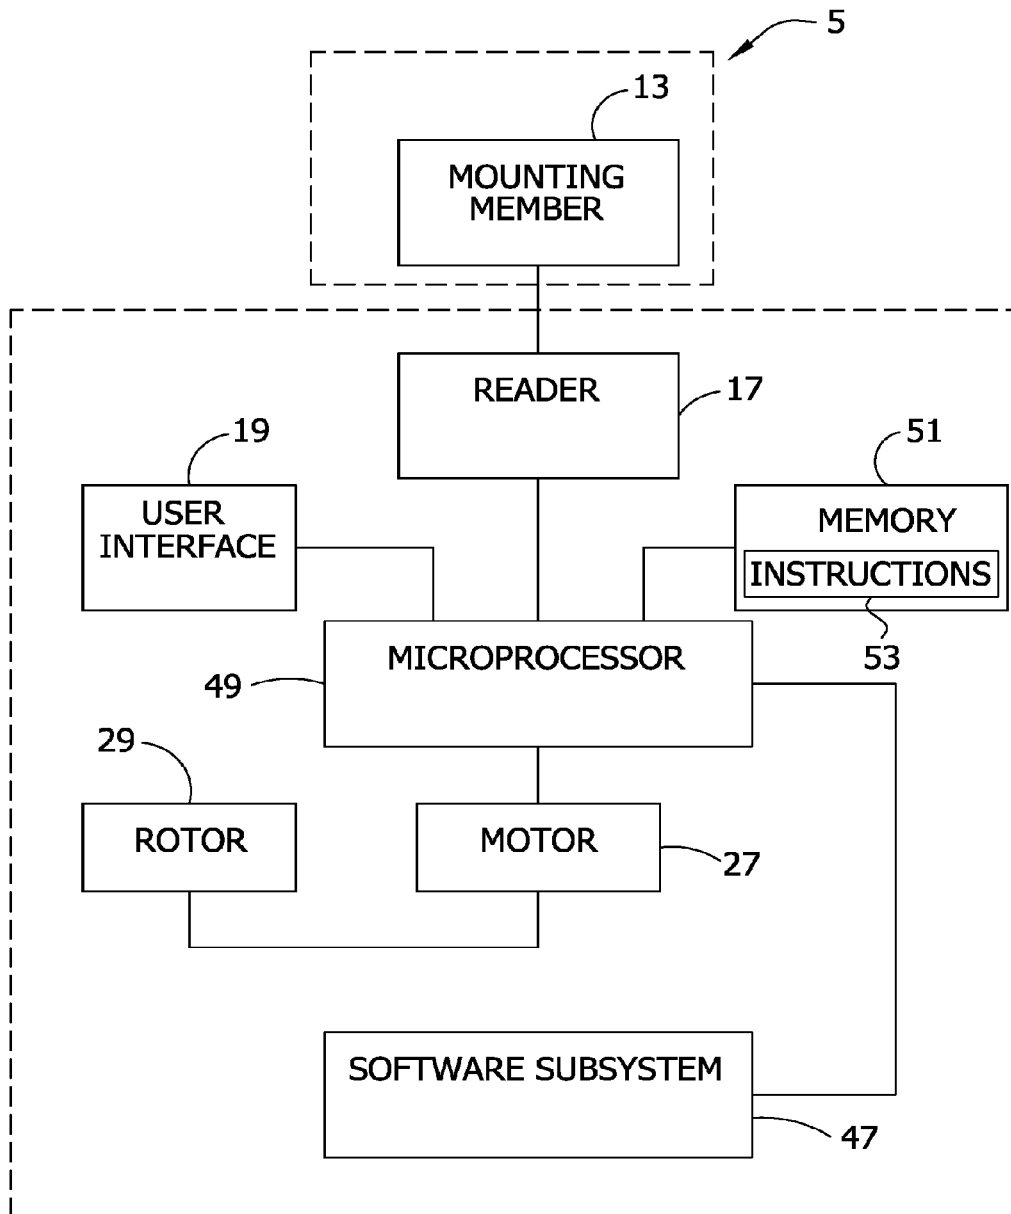 5
13
MOUNTING
MEMBER
READER
17
19
USER
INTERFACE
51
MEMORY
INSTRUCTIONS
53
MICROPROCESSOR
49
29
ROTOR
MOTOR
27
SOFTWARE SUBSYSTEM
47